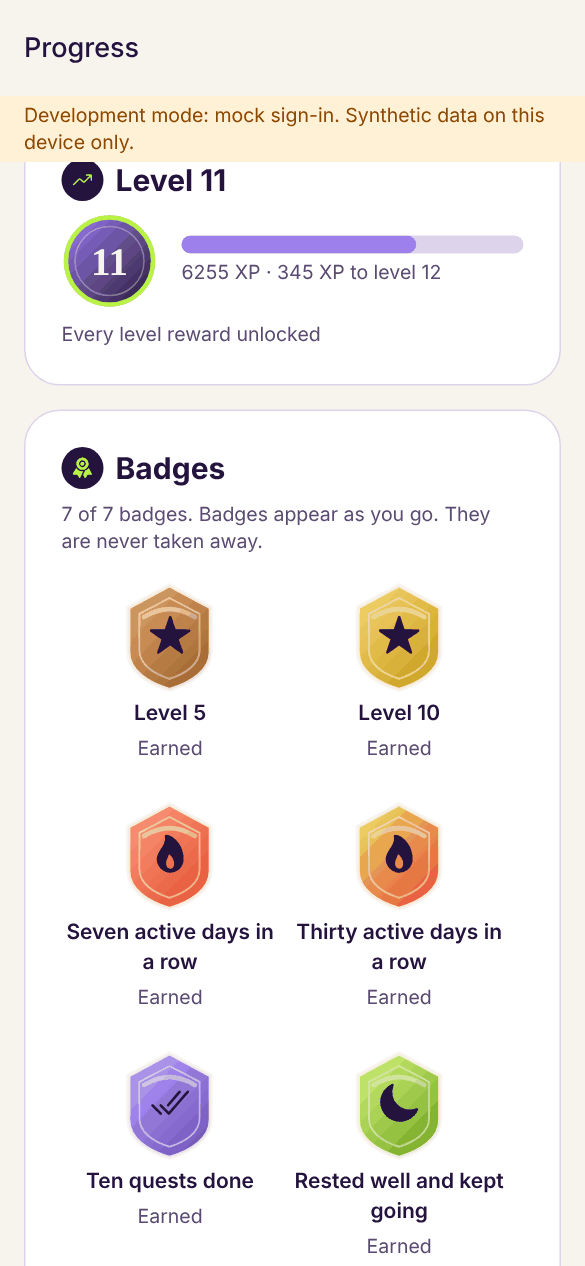 Progress
Development mode: mock sign-in. Synthetic data on this
device only.
Level 11
11
6255 XP · 345 XP to level 12
Every level reward unlocked
Badges
7 of 7 badges. Badges appear as you go. They
are never taken away.
Level 5
Earned
Level 10
Earned
Seven active days in
a row
Earned
Thirty active days in
a row
Earned
Ten quests done
Earned
Rested well and kept
going
Earned